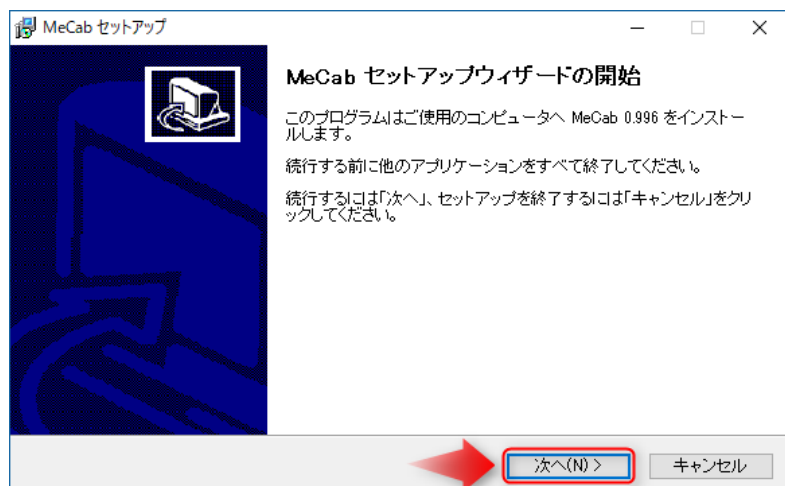 MeCab セットアップ
MeCab セットアップウィザードの開始
このプログラムはご使用のコンピュータへ MeCab 0.996 をインストー
ルします。
続行する前に他のアプリケーションをすべて終了してください。
続行するには「次へ」、セットアップを終了するには「キャンセル」をクリ
ックしてください。
次へ(N) >
キャンセル